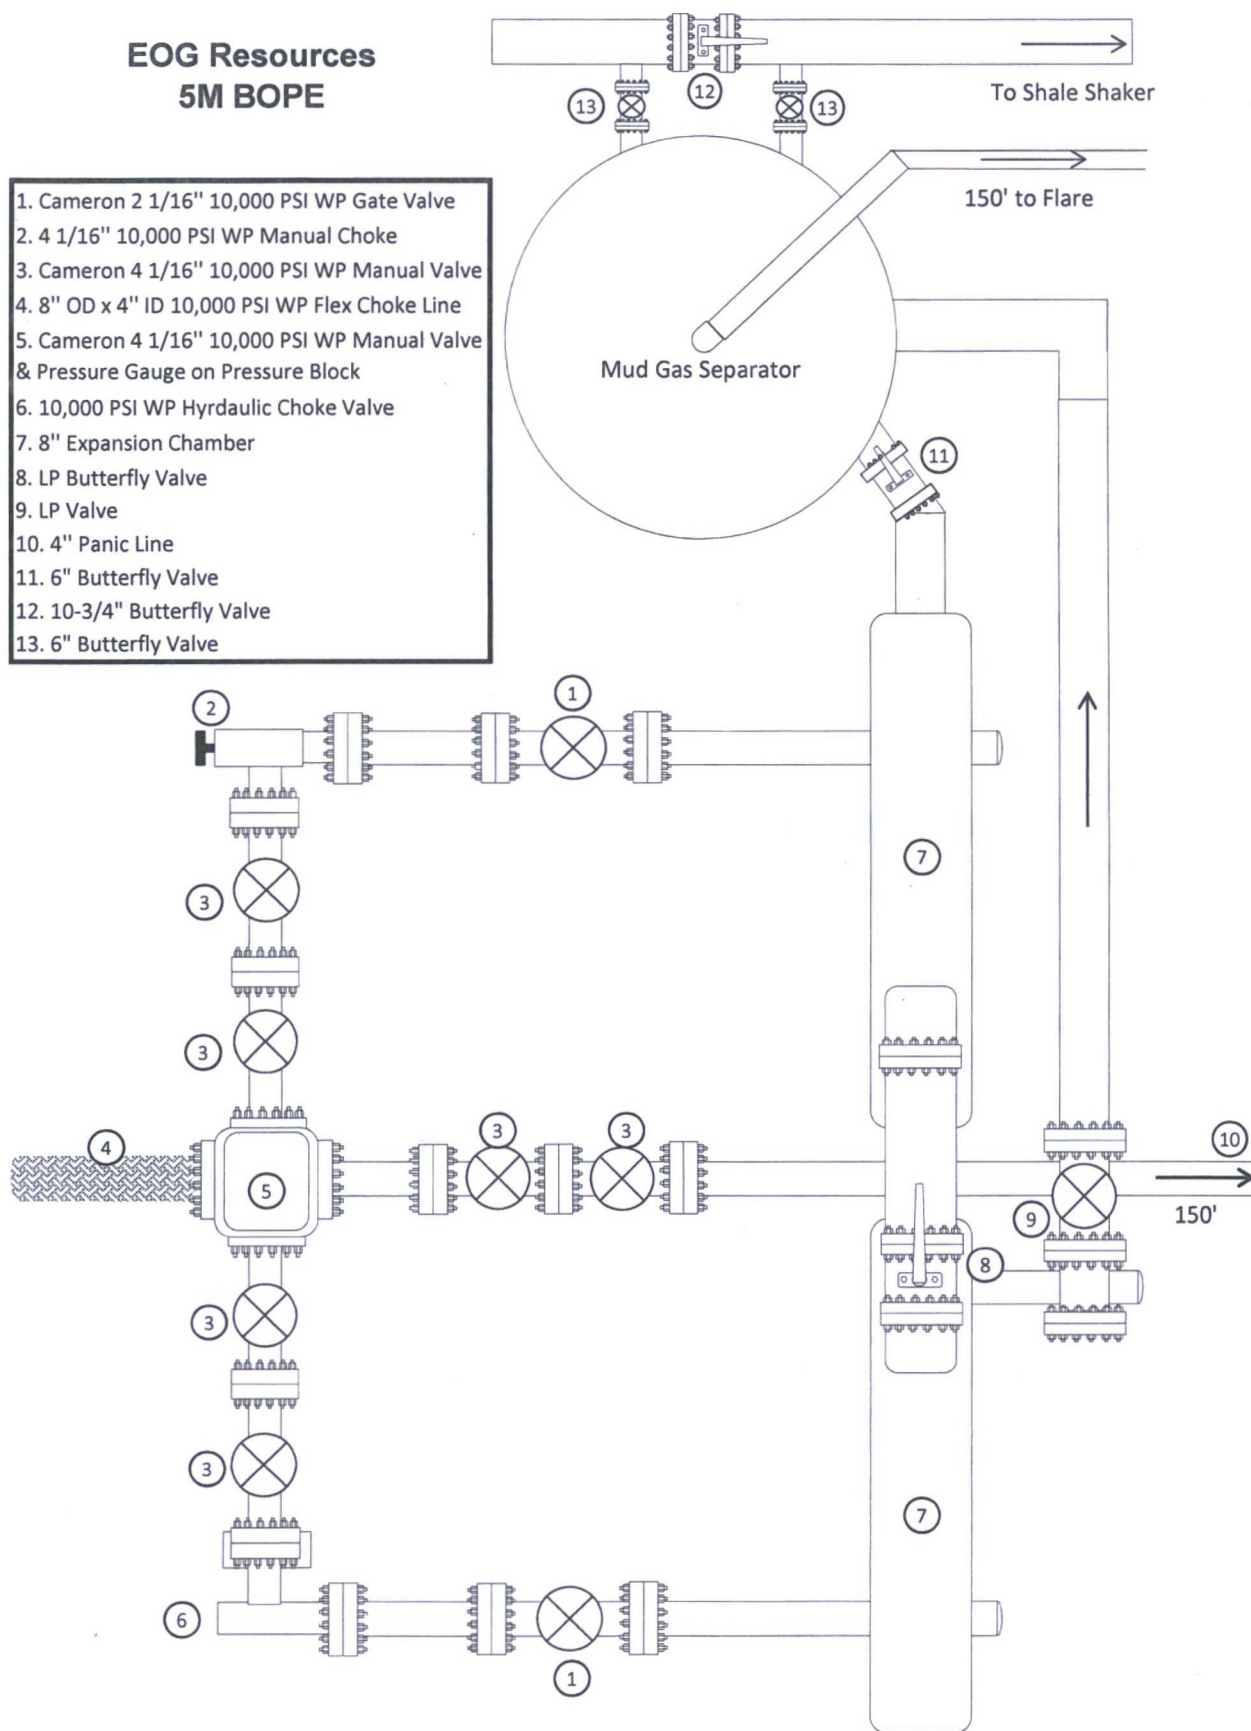 EOG Resources
5M BOPE
13
12
13
To Shale Shaker
150' to Flare
1. Cameron 2 1/16" 10,000 PSI WP Gate Valve
2. 4 1/16" 10,000 PSI WP Manual Choke
3. Cameron 4 1/16" 10,000 PSI WP Manual Valve
4. 8" OD x 4" ID 10,000 PSI WP Flex Choke Line
5. Cameron 4 1/16" 10,000 PSI WP Manual Valve
& Pressure Gauge on Pressure Block
6. 10,000 PSI WP Hyrdaulic Choke Valve
7. 8" Expansion Chamber
8. LP Butterfly Valve
9. LP Valve
10. 4" Panic Line
11. 6" Butterfly Valve
12. 10-3/4" Butterfly Valve
13. 6" Butterfly Valve
Mud Gas Separator
11
1
2
7
3
3
3
3
4
10
5
150'
9
8
3
3
7
6
1